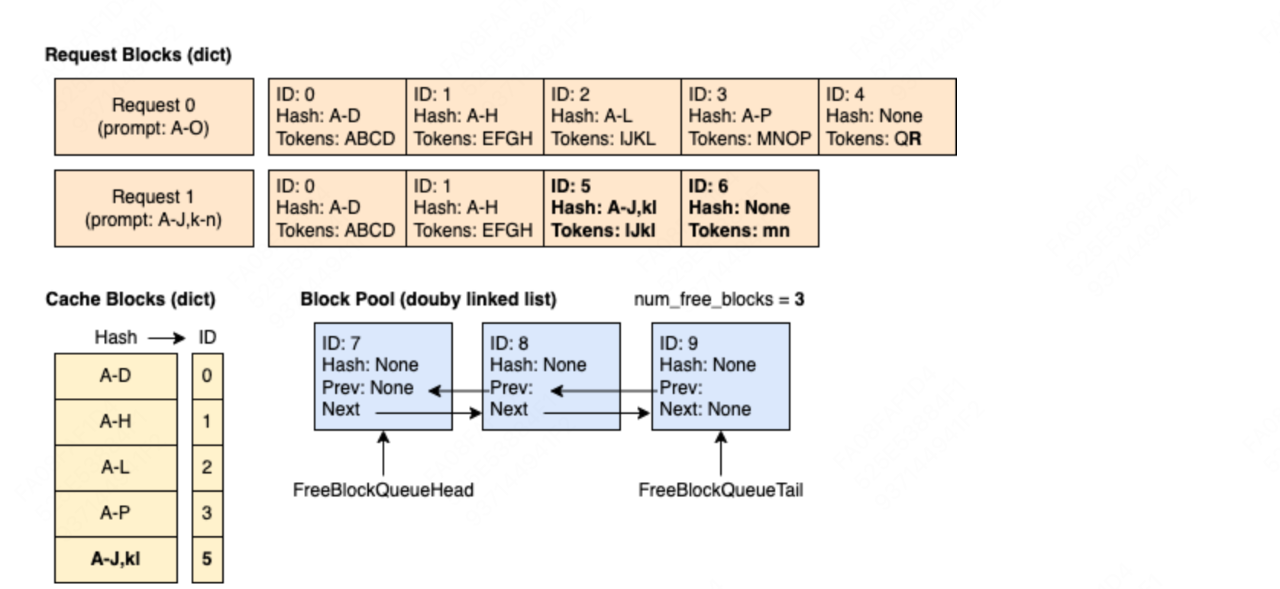 Request Blocks (dict)
Request 0
(prompt: A-O)
ID: 0
Hash: A-D
Tokens: ABCD
ID: 1
Hash: A-H
Tokens: EFGH
ID: 2
Hash: A-L
Tokens: IJKL
ID: 3
Hash: A-P
Tokens: MNOP
ID: 4
Hash: None
Tokens: QR
Request 1
(prompt: A-J,k-n)
ID: 0
Hash: A-D
Tokens: ABCD
ID: 1
Hash: A-H
Tokens: EFGH
ID: 5
Hash: A-J,kl
Tokens: IJkl
ID: 6
Hash: None
Tokens: mn
Cache Blocks (dict)
Hash ID
A-D 0
A-H 1
A-L 2
A-P 3
A-J,kl 5
Block Pool (douby linked list)
num_free_blocks = 3
ID: 7
Hash: None
Prev: None
Next
ID: 8
Hash: None
Prev:
Next
ID: 9
Hash: None
Prev:
Next: None
FreeBlockQueueHead
FreeBlockQueueTail